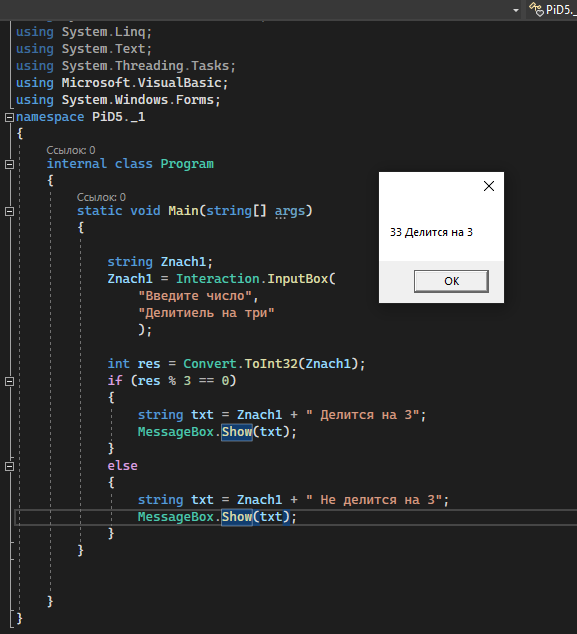 PiD5._
using System.Linq;
using System.Text;
using System.Threading.Tasks;
using Microsoft.VisualBasic;
using System.Windows.Forms;
namespace PiD5._1
{
Ссылок: 0
internal class Program
{
Ссылок: 0
static void Main(string[] args)
{
string Znach1;
Znach1 = Interaction.InputBox(
"Введите число",
"Делитиель на три"
);
int res = Convert.ToInt32(Znach1);
if (res % 3 == 0)
{
string txt = Znach1 + " Делится на 3";
MessageBox.Show(txt);
}
else
{
string txt = Znach1 + " Не делится на 3";
MessageBox.Show(txt);
}
}
}
}
33 Делится на 3
OK